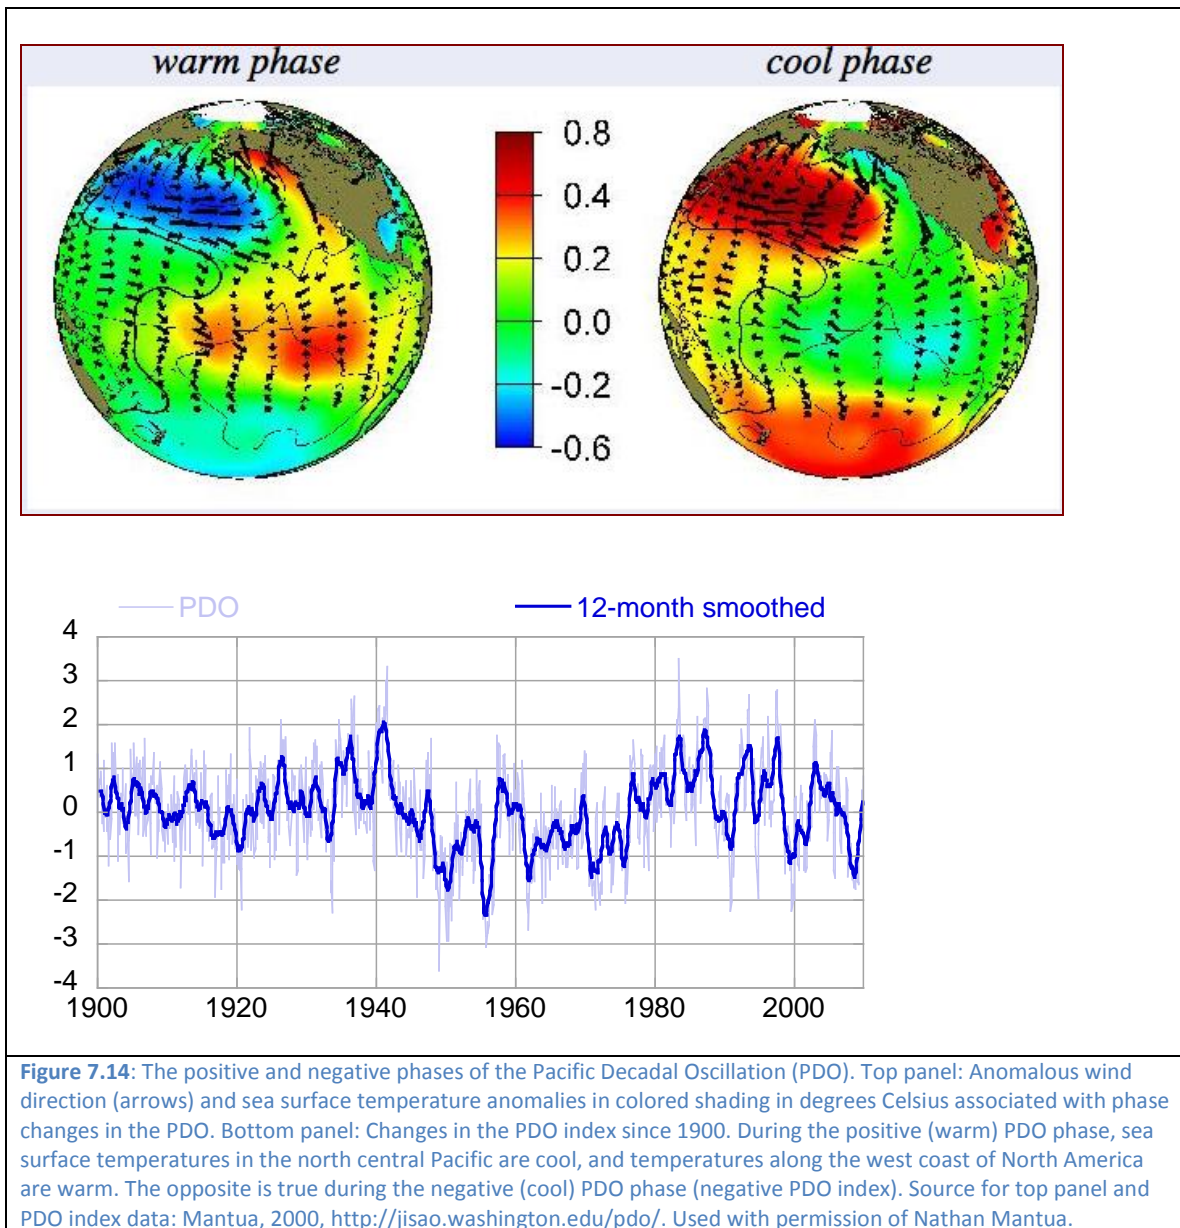 warm phase
cool phase
0.8
0.4
0.2
0.0
-0.2
-0.6
PDO
12-month smoothed
4
3
2
1
0
-1
-2
-3
-4
1900 1920 1940 1960 1980 2000
Figure 7.14: The positive and negative phases of the Pacific Decadal Oscillation (PDO). Top panel: Anomalous wind
direction (arrows) and sea surface temperature anomalies in colored shading in degrees Celsius associated with phase
changes in the PDO. Bottom panel: Changes in the PDO index since 1900. During the positive (warm) PDO phase, sea
surface temperatures in the north central Pacific are cool, and temperatures along the west coast of North America
are warm. The opposite is true during the negative (cool) PDO phase (negative PDO index). Source for top panel and
PDO index data: Mantua, 2000, http://jisao.washington.edu/pdo/. Used with permission of Nathan Mantua.